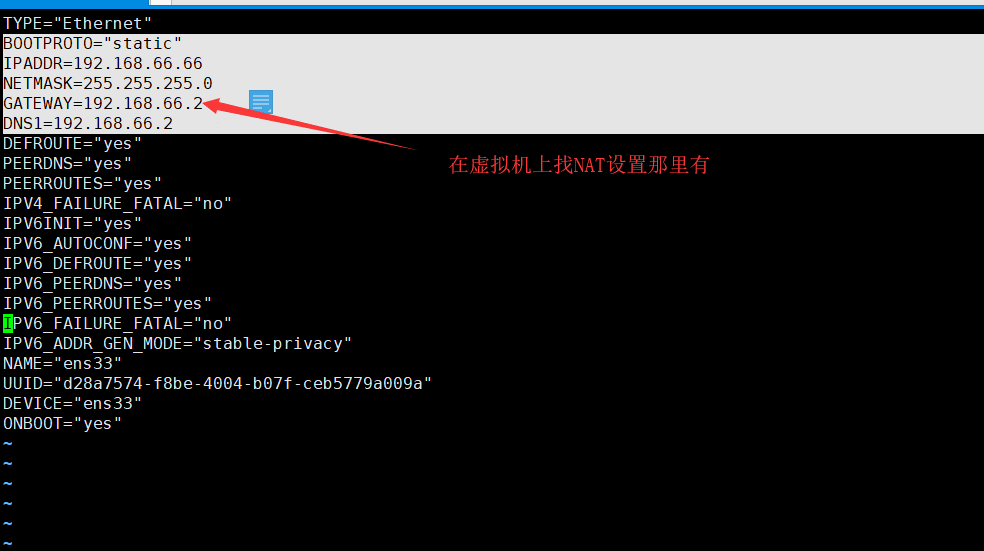 TYPE="Ethernet"
BOOTPROTO="static"
IPADDR=192.168.66.66
NETMASK=255.255.255.0
GATEWAY=192.168.66.2
DNS1=192.168.66.2
DEFROUTE="yes"
在虚拟机上找NAT设置那里有
PEERDNS="yes"
PEERROUTES="yes"
IPV4_FAILURE_FATAL="no"
IPV6INIT="yes"
IPV6_AUTOCONF="yes"
IPV6_DEFROUTE="yes"
IPV6_PEERDNS="yes"
IPV6_PEERROUTES="yes"
IPV6_FAILURE_FATAL="no"
IPV6_ADDR_GEN_MODE="stable-privacy"
NAME="ens33"
UUID="d28a7574-f8be-4004-b07f-ceb5779a009a"
DEVICE="ens33"
ONBOOT="yes"
~
~
~
~
~
~